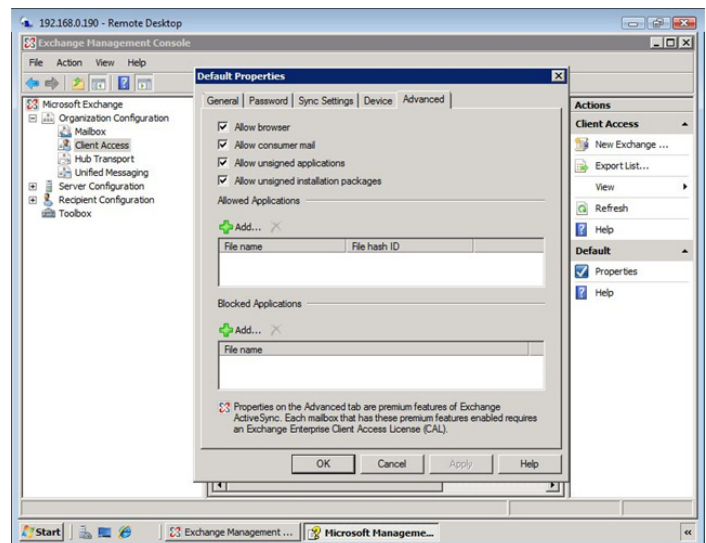 192.168.0.190 - Remote Desktop
Exchange Management Console
File Action View Help
Microsoft Exchange
Organization Configuration
Mailbox
Client Access
Hub Transport
Unified Messaging
Server Configuration
Recipient Configuration
Toolbox
Default Properties
General Password Sync Settings Device Advanced
Allow browser
Allow consumer mail
Allow unsigned applications
Allow unsigned installation packages
Allowed Applications
Add...
File name File hash ID
Blocked Applications
Add...
File name
Properties on the Advanced tab are premium features of Exchange
ActiveSync. Each mailbox that has these premium features enabled requires
an Exchange Enterprise Client Access License (CAL).
OK Cancel Apply Help
Actions
Client Access
New Exchange ...
Export List...
View
Refresh
Help
Default
Properties
Help
Start Exchange Management ... Microsoft Manageme...